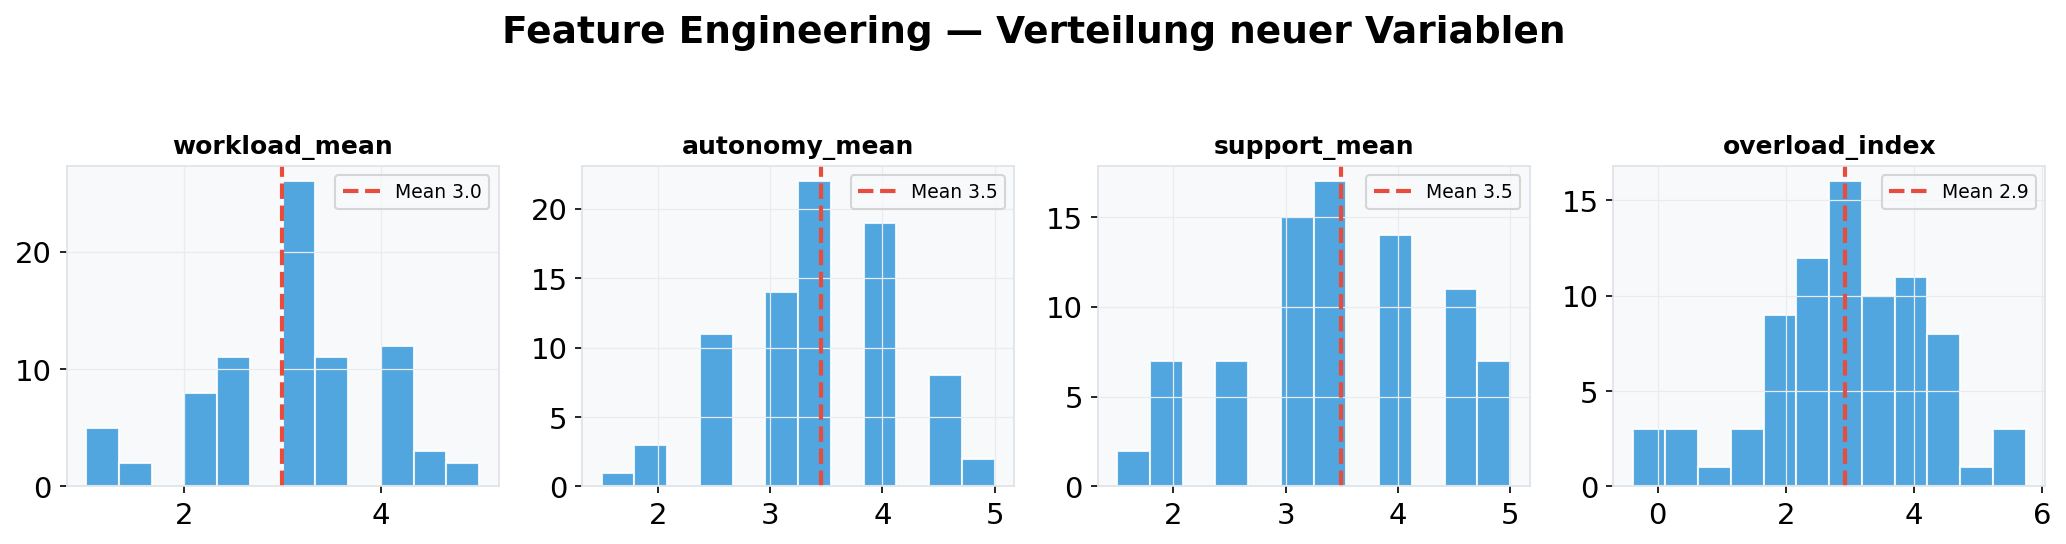 Feature Engineering — Verteilung neuer Variablen
workload_mean
Mean 3.0
20
10
0
2 4
autonomy_mean
Mean 3.5
20
15
10
5
0
2 3 4 5
support_mean
Mean 3.5
15
10
5
0
2 3 4 5
overload_index
Mean 2.9
15
10
5
0
0 2 4 6